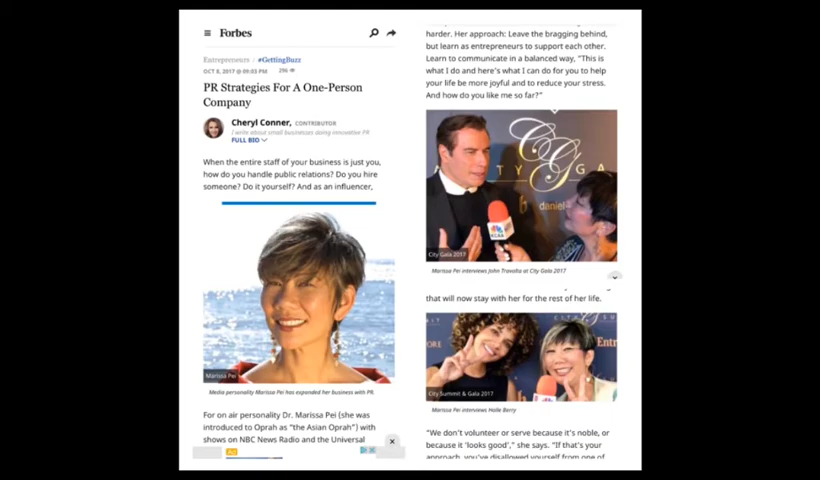 Forbes
Entrepreneurs / #GettingBuzz
OCT 8, 2017 @ 09:03 PM 286
PR Strategies For A One-Person
Company
Cheryl Conner, CONTRIBUTOR
I write about small businesses doing innovative PR
FULL BIO
When the entire staff of your business is just you,
how do you handle public relations? Do you hire
someone? Do it yourself? And as an influencer,
Marissa Pei
Media personality Marissa Pei has expanded her business with PR.
For on air personality Dr. Marissa Pei (she was
introduced to Oprah as "the Asian Oprah") with
shows on NBC News Radio and the Universal
Ad
harder. Her approach: Leave the bragging behind,
but learn as entrepreneurs to support each other.
Learn to communicate in a balanced way, "This is
what I do and here's what I can do for you to help
your life be more joyful and to reduce your stress.
And how do you like me so far?"
CG
TY GA
daniel
KCAA
City Gala 2017
Marissa Pei interviews John Travolta at City Gala 2017
that will now stay with her for the rest of her life.
CITY SU
Entr
City Summit & Gala 2017
Marissa Pei interviews Halle Berry
"We don't volunteer or serve because it's noble, or
because it 'looks good'," she says. "If that's your
approach, you've disallowed yourself from one of